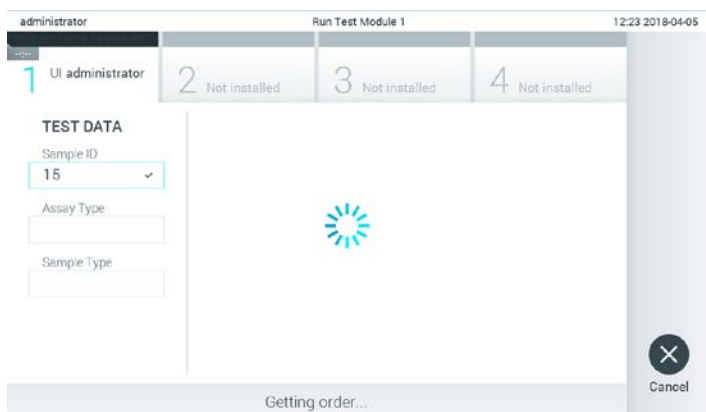 administrator Run Test Module 1 12:23 2018-04-05
--:--
1 UI administrator 2 Not installed 3 Not installed 4 Not installed
TEST DATA
Sample ID
15
Assay Type
Sample Type
Cancel
Getting order...